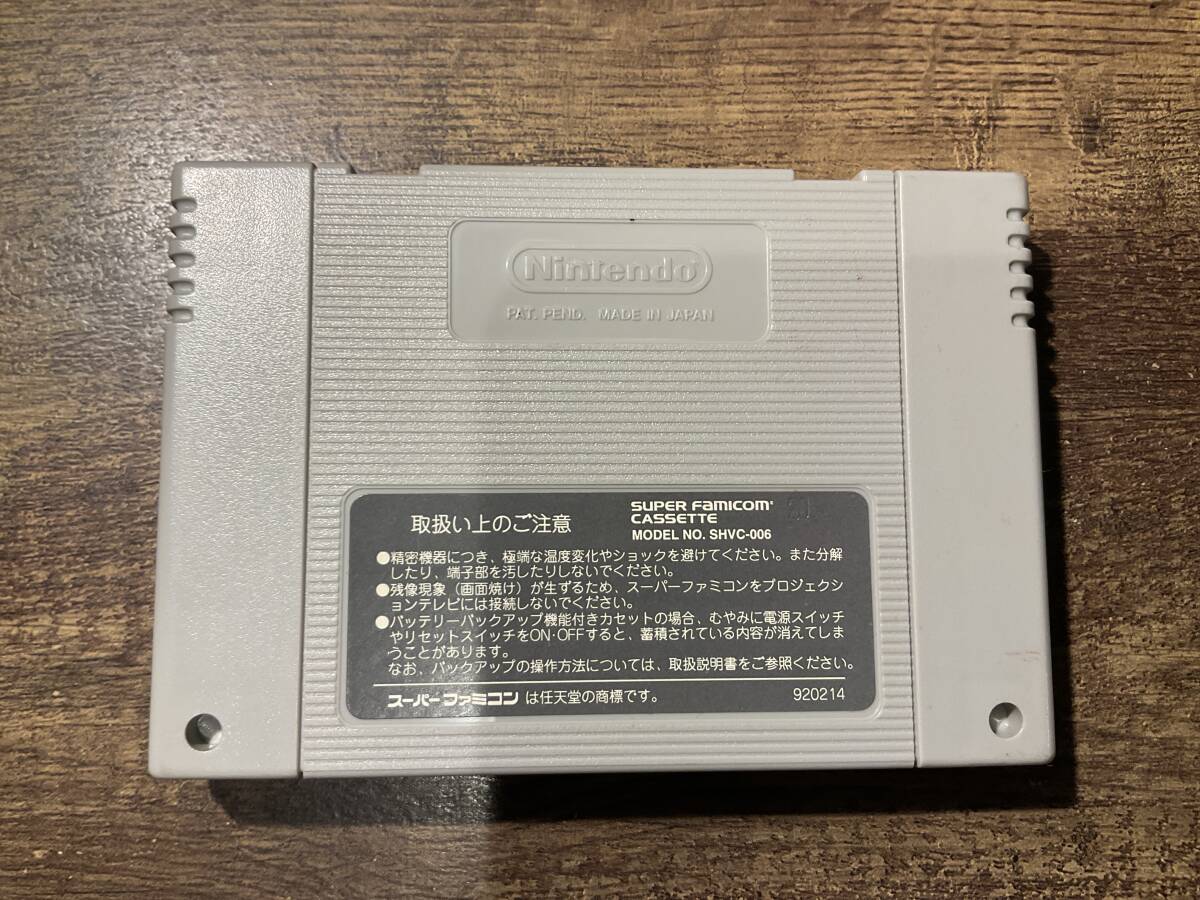 Nintendo
PAT. PEND. MADE IN JAPAN
取扱い上のご注意
SUPER FAMICOM
CASSETTE
MODEL NO. SHVC-006
●精密機器につき、極端な温度変化やショックを避けてください。また分解
したり、端子部を汚したりしないでください。
●残像現象（画面焼け）が生ずるため、スーパーファミコンをプロジェクシ
ョンテレビには接続しないでください。
●バッテリーバックアップ機能付きカセットの場合、むやみに電源スイッチ
やリセットスイッチをON・OFFすると、蓄積されている内容が消えてしま
うことがあります。
なお、バックアップの操作方法については、取扱説明書をご参照ください。
スーパーファミコン は任天堂の商標です。 920214